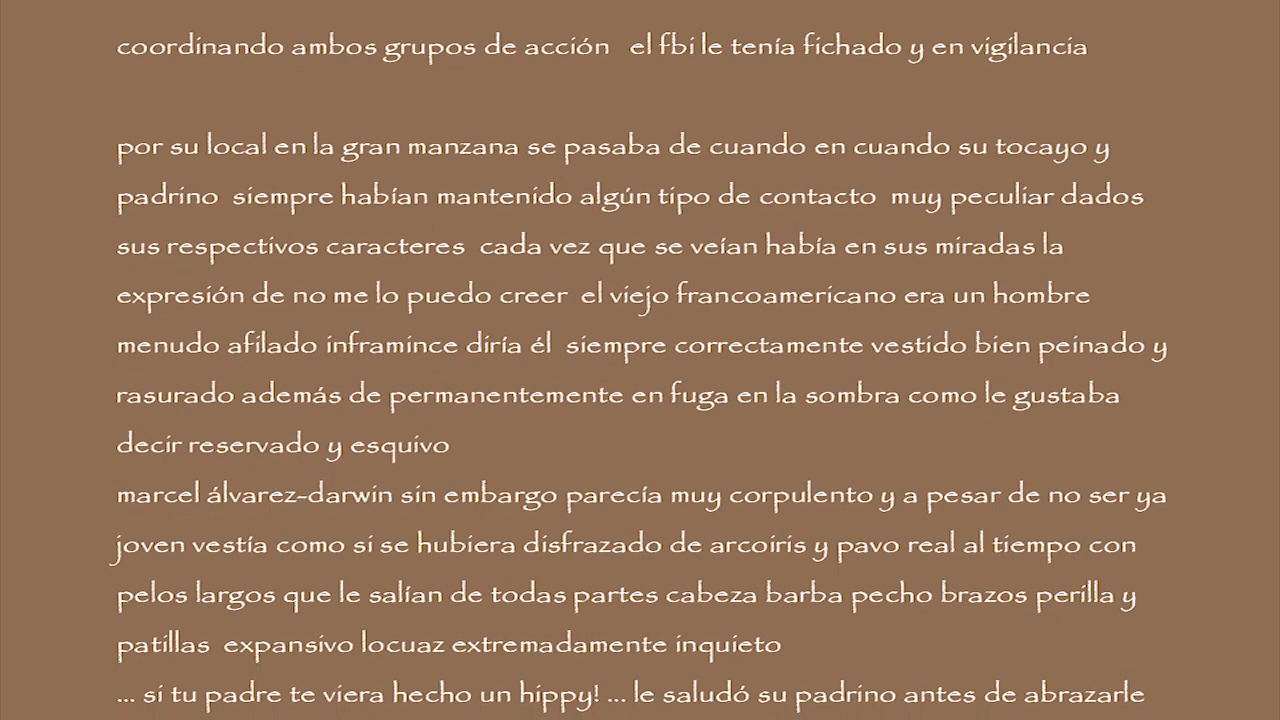 coordinando ambos grupos de acción   el fbi le tenía fichado y en vigilancia
por su local en la gran manzana se pasaba de cuando en cuando su tocayo y
padrino  siempre habían mantenido algún tipo de contacto  muy peculiar dados
sus respectivos caracteres  cada vez que se veían había en sus miradas la
expresión de no me lo puedo creer  el viejo francoamericano era un hombre
menudo afilado inframince diría él  siempre correctamente vestido bien peinado y
rasurado además de permanentemente en fuga en la sombra como le gustaba
decir reservado y esquivo
marcel álvarez-darwin sin embargo parecía muy corpulento y a pesar de no ser ya
joven vestía como si se hubiera disfrazado de arcoiris y pavo real al tiempo con
pelos largos que le salían de todas partes cabeza barba pecho brazos perilla y
patillas  expansivo locuaz extremadamente inquieto
... si tu padre te viera hecho un hippy! ... le saludó su padrino antes de abrazarle